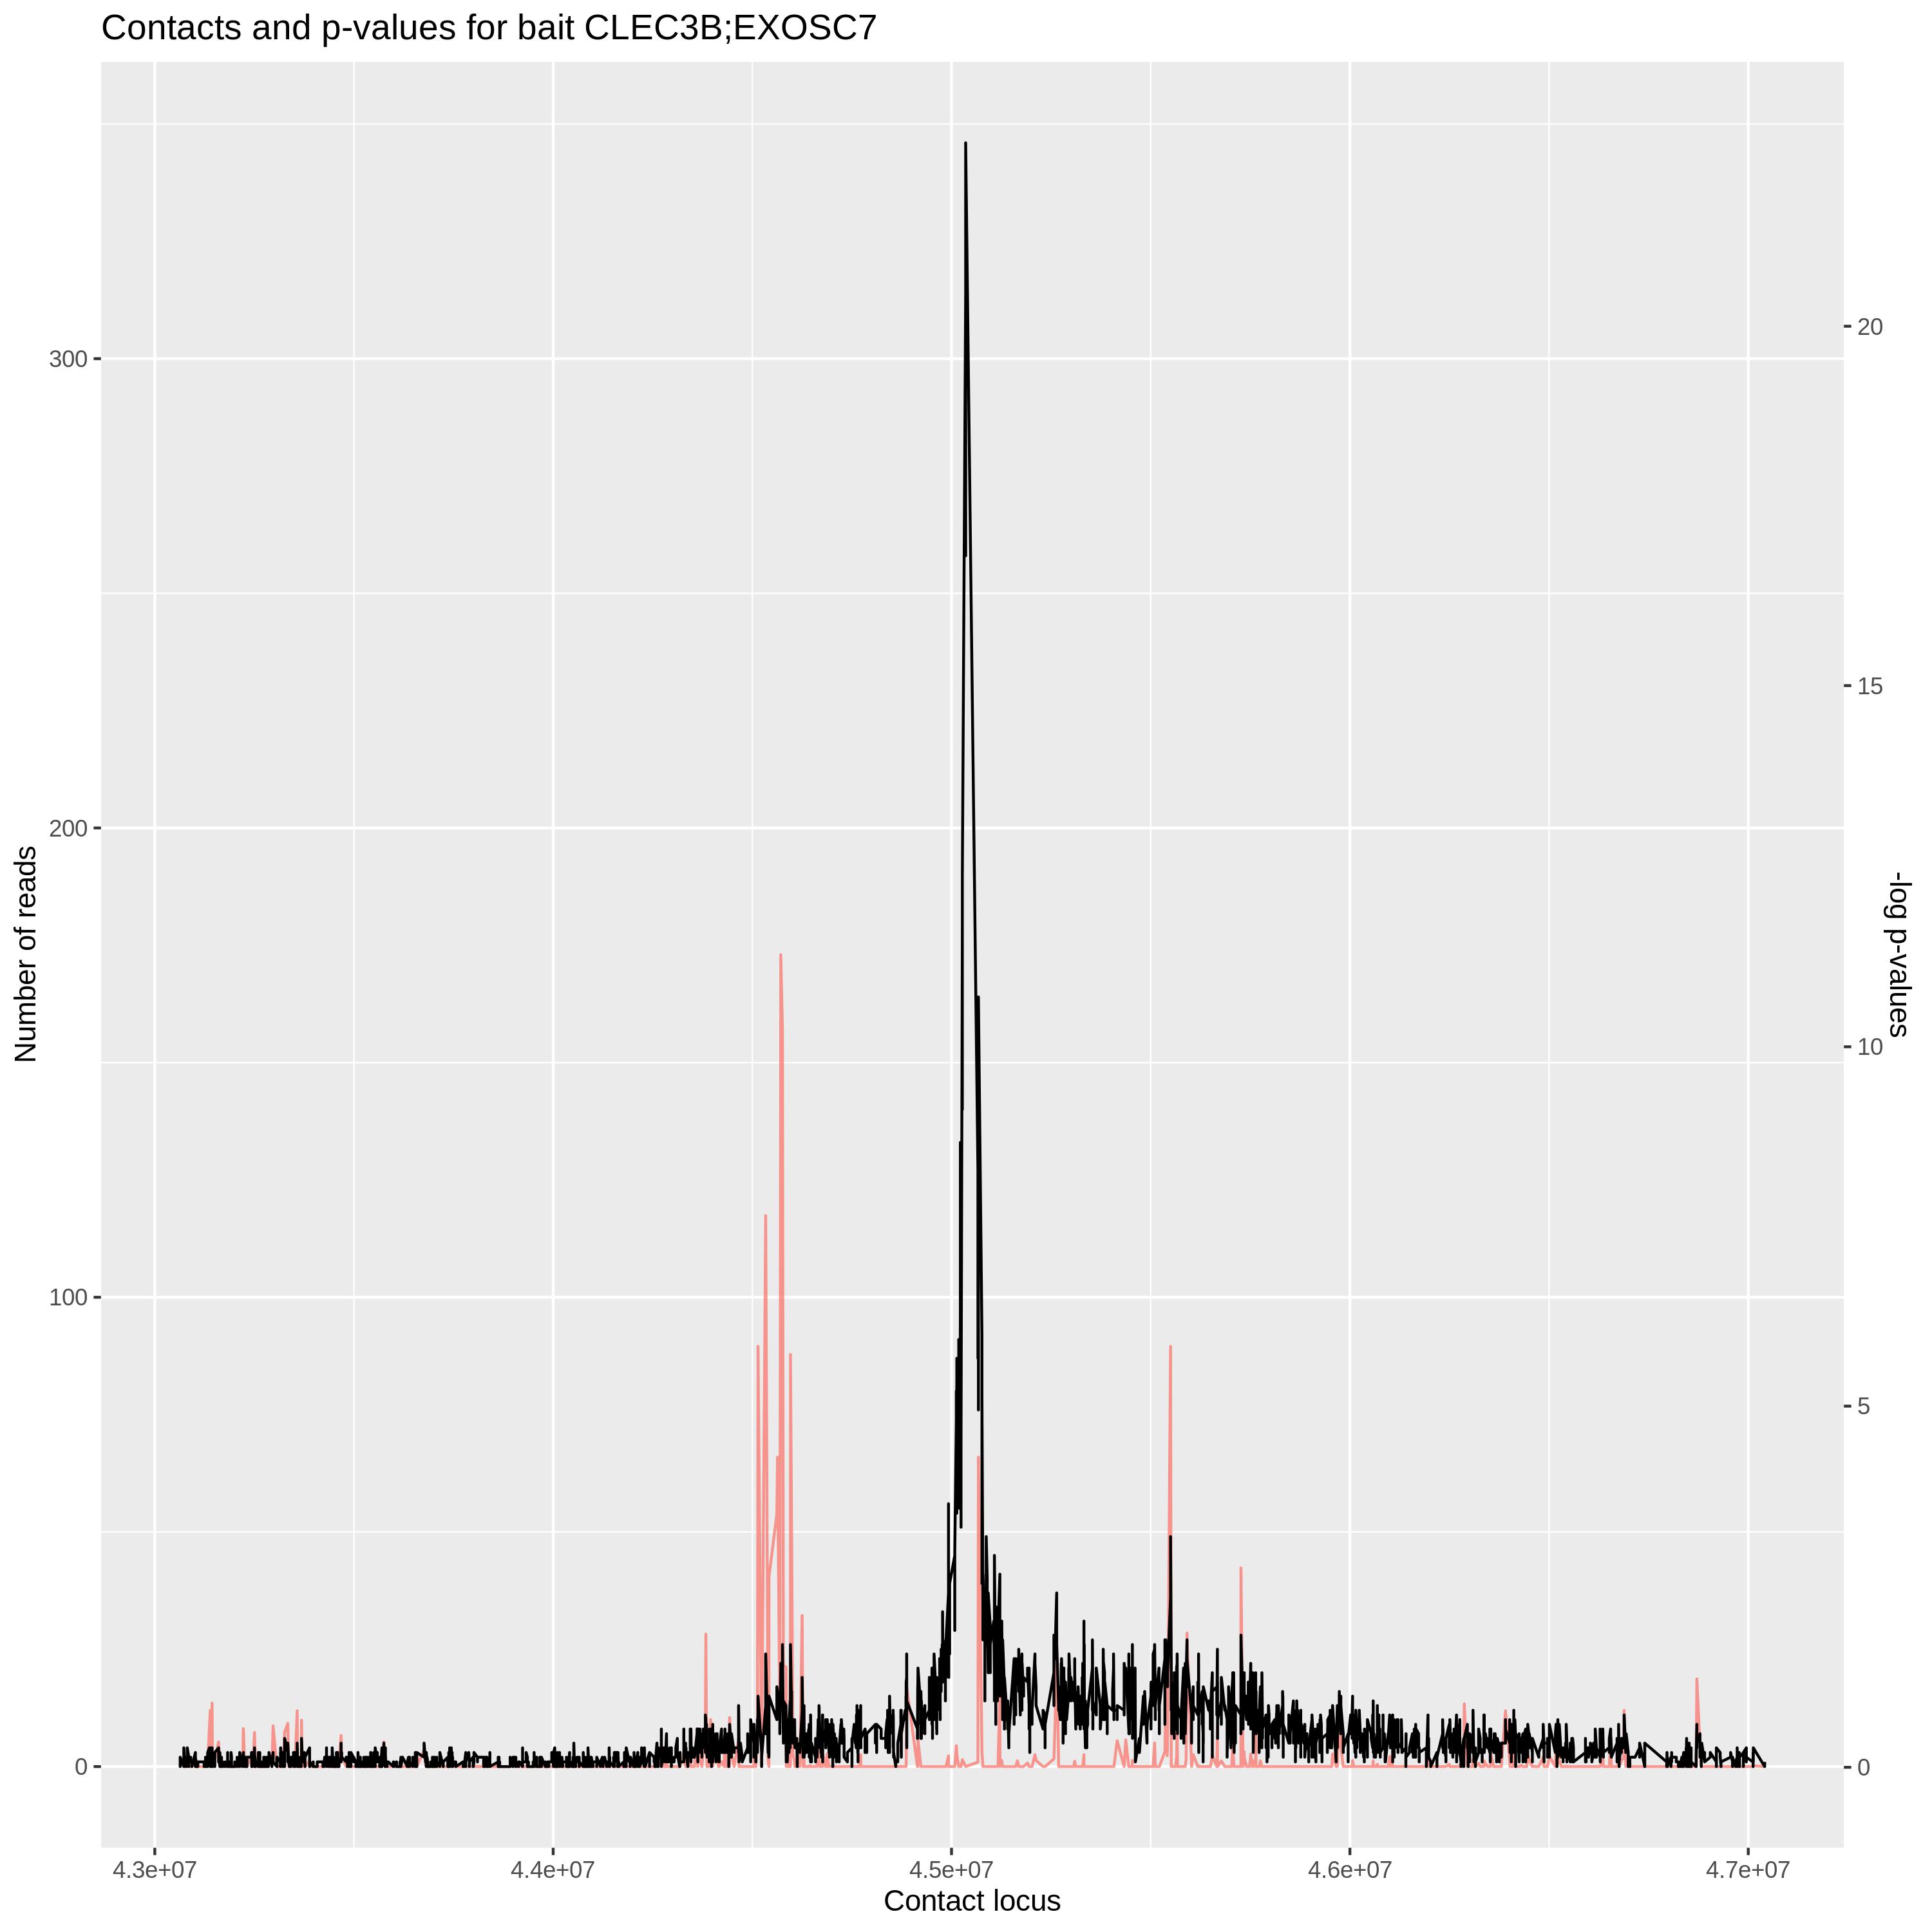 Contacts and p-values for bait CLEC3B;EXOSC7
300
200
100
0
Number of reads
20
15
10
5
0
-log p-values
4.3e+07 4.4e+07 4.5e+07 4.6e+07 4.7e+07
Contact locus